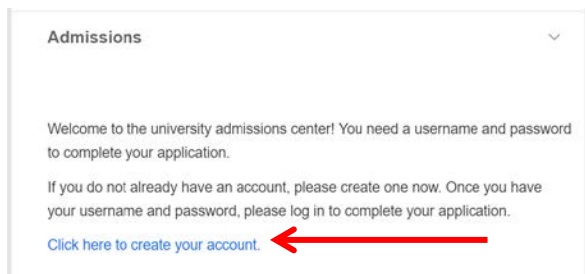 Admissions
Welcome to the university admissions center! You need a username and password
to complete your application.
If you do not already have an account, please create one now. Once you have
your username and password, please log in to complete your application.
Click here to create your account.